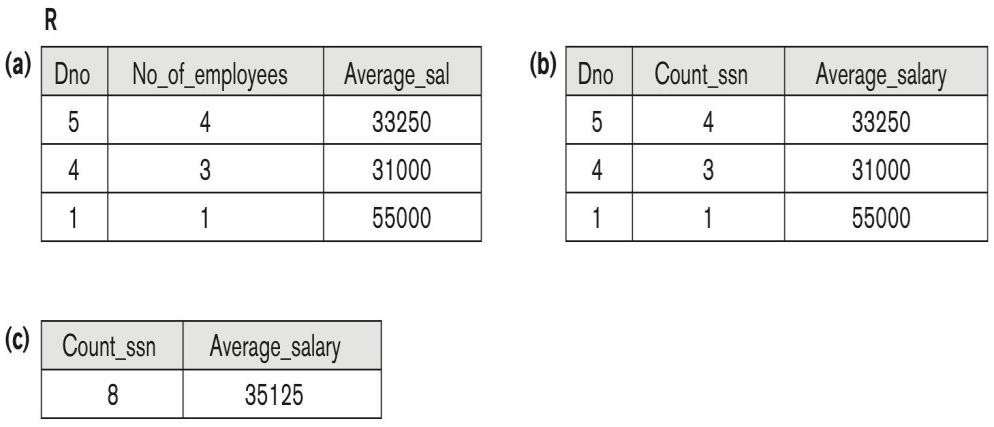 R
(a) Dno No_of_employees Average_sal
5 4 33250
4 3 31000
1 1 55000
(b) Dno Count_ssn Average_salary
5 4 33250
4 3 31000
1 1 55000
(c) Count_ssn Average_salary
8 35125